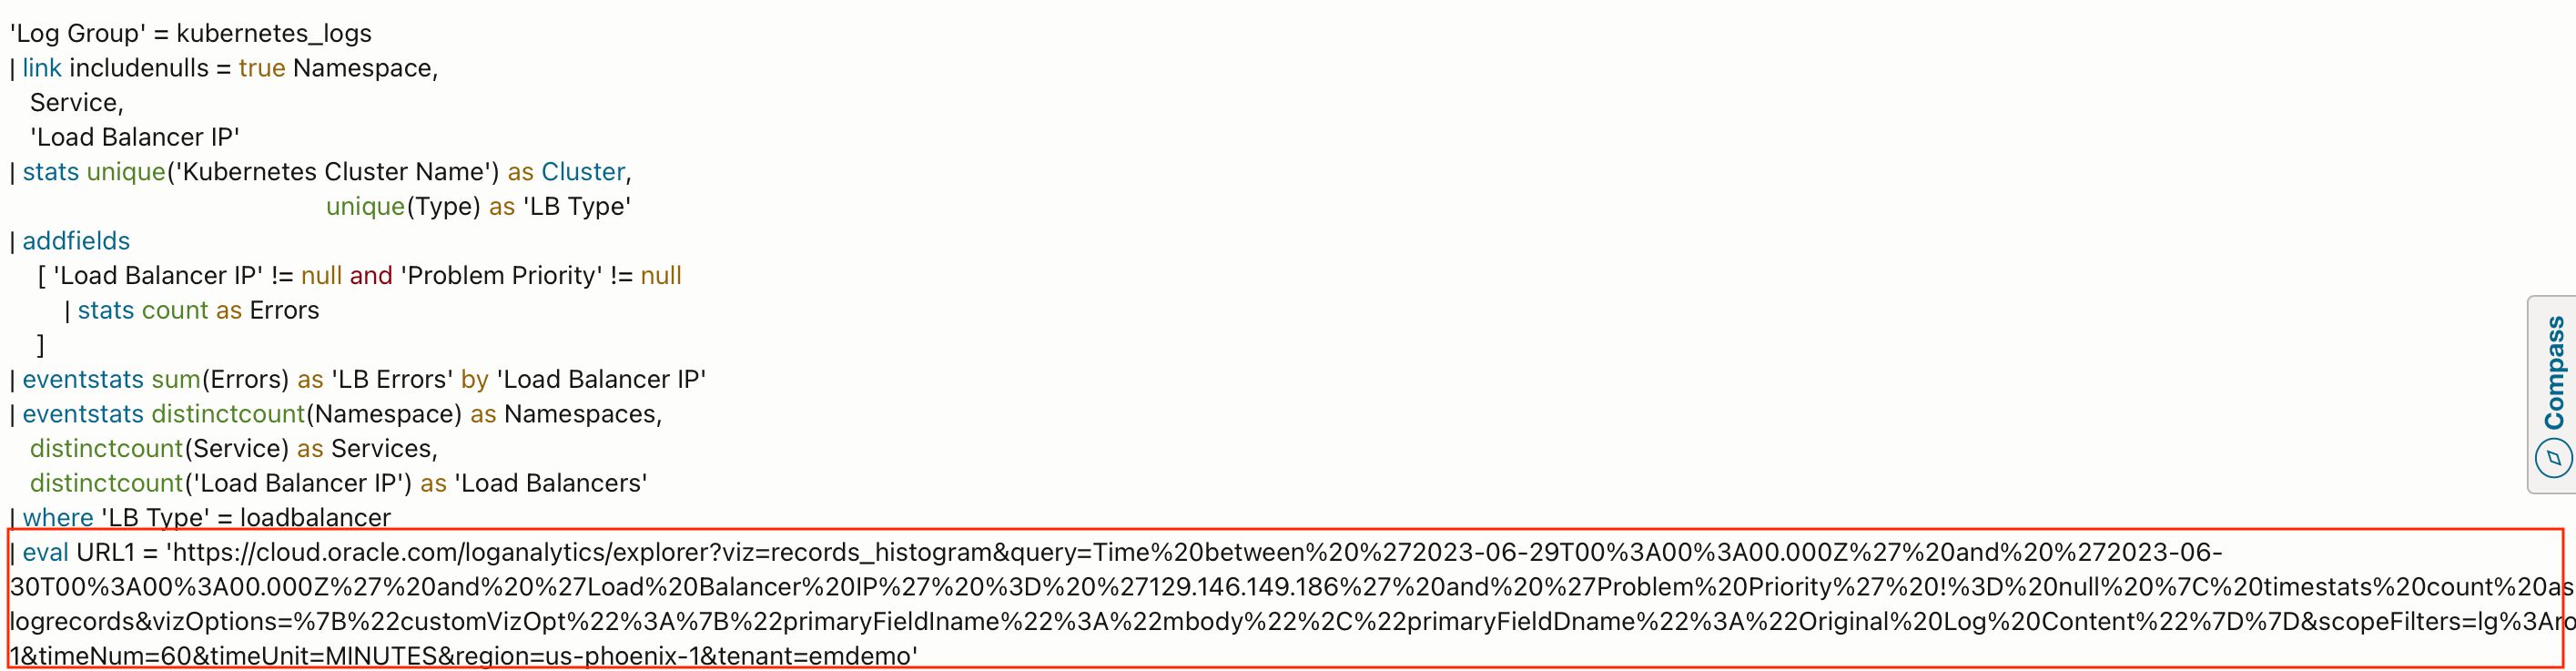 'Log Group' = kubernetes_logs
| link includenulls = true Namespace,
Service,
'Load Balancer IP'
| stats unique('Kubernetes Cluster Name') as Cluster,
unique(Type) as 'LB Type'
| addfields
[ 'Load Balancer IP' != null and 'Problem Priority' != null
| stats count as Errors
]
| eventstats sum(Errors) as 'LB Errors' by 'Load Balancer IP'
| eventstats distinctcount(Namespace) as Namespaces,
distinctcount(Service) as Services,
distinctcount('Load Balancer IP') as 'Load Balancers'
| where 'LB Type' = loadbalancer
| eval URL1 = 'https://cloud.oracle.com/loganalytics/explorer?viz=records_histogram&query=Time%20between%20%272023-06-29T00%3A00%3A00.000Z%27%20and%20%272023-06-
30T00%3A00%3A00.000Z%27%20and%20%27Load%20Balancer%20IP%27%20%3D%20%27129.146.149.186%27%20and%20%27Problem%20Priority%27%20!%3D%20null%20%7C%20timestats%20count%20as
logrecords&vizOptions=%7B%22customVizOpt%22%3A%7B%22primaryFieldIname%22%3A%22mbody%22%2C%22primaryFieldDname%22%3A%22Original%20Log%20Content%22%7D%7D&scopeFilters=lg%3Aro
1&timeNum=60&timeUnit=MINUTES&region=us-phoenix-1&tenant=emdemo'
Compass